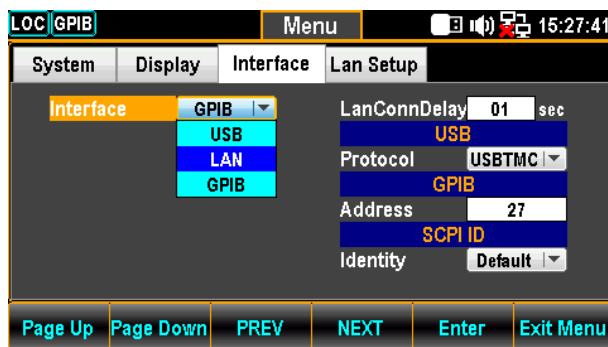 LOC GPIB Menu 15:27:41
System Display Interface Lan Setup
Interface GPIB
USB
LAN
GPIB
LanConnDelay 01 sec
USB
Protocol USBTMC
GPIB
Address 27
SCPI ID
Identity Default
Page Up Page Down PREV NEXT Enter Exit Menu